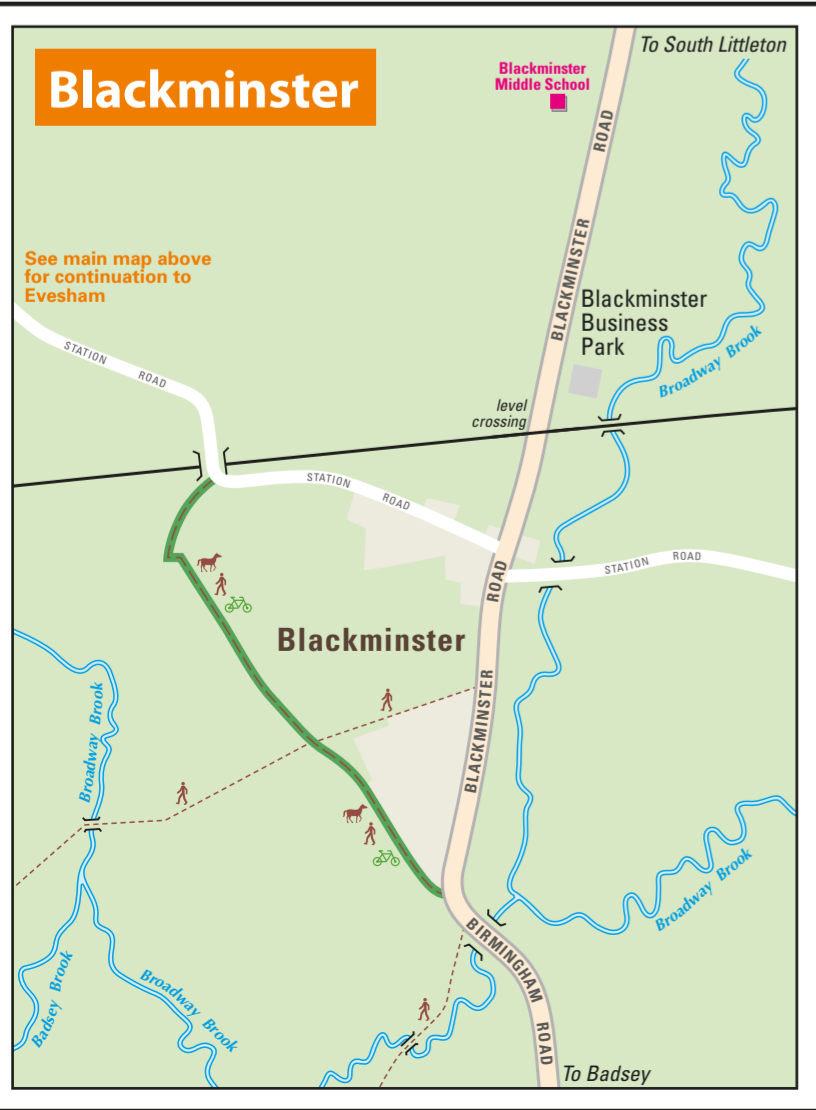 Blackminster
To South Littleton
Blackminster
Middle School
ROAD
See main map above
for continuation to
Evesham
BLACKMINSTER
Blackminster
Business
Park
Broadway Brook
STATION
ROAD
level
crossing
STATION
ROAD
STATION
ROAD
ROAD
Blackminster
BLACKMINSTER
Broadway Brook
Broadway Brook
BIRMINGHAM
ROAD
Badsey Brook
Broadway Brook
To Badsey